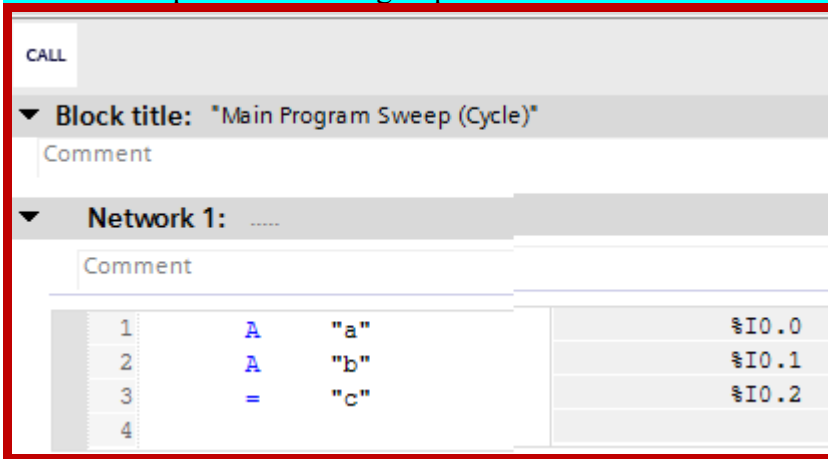 CALL
Block title: "Main Program Sweep (Cycle)"
Comment
Network 1: .....
Comment
1 A "a" %I0.0
2 A "b" %I0.1
3 = "c" %I0.2
4